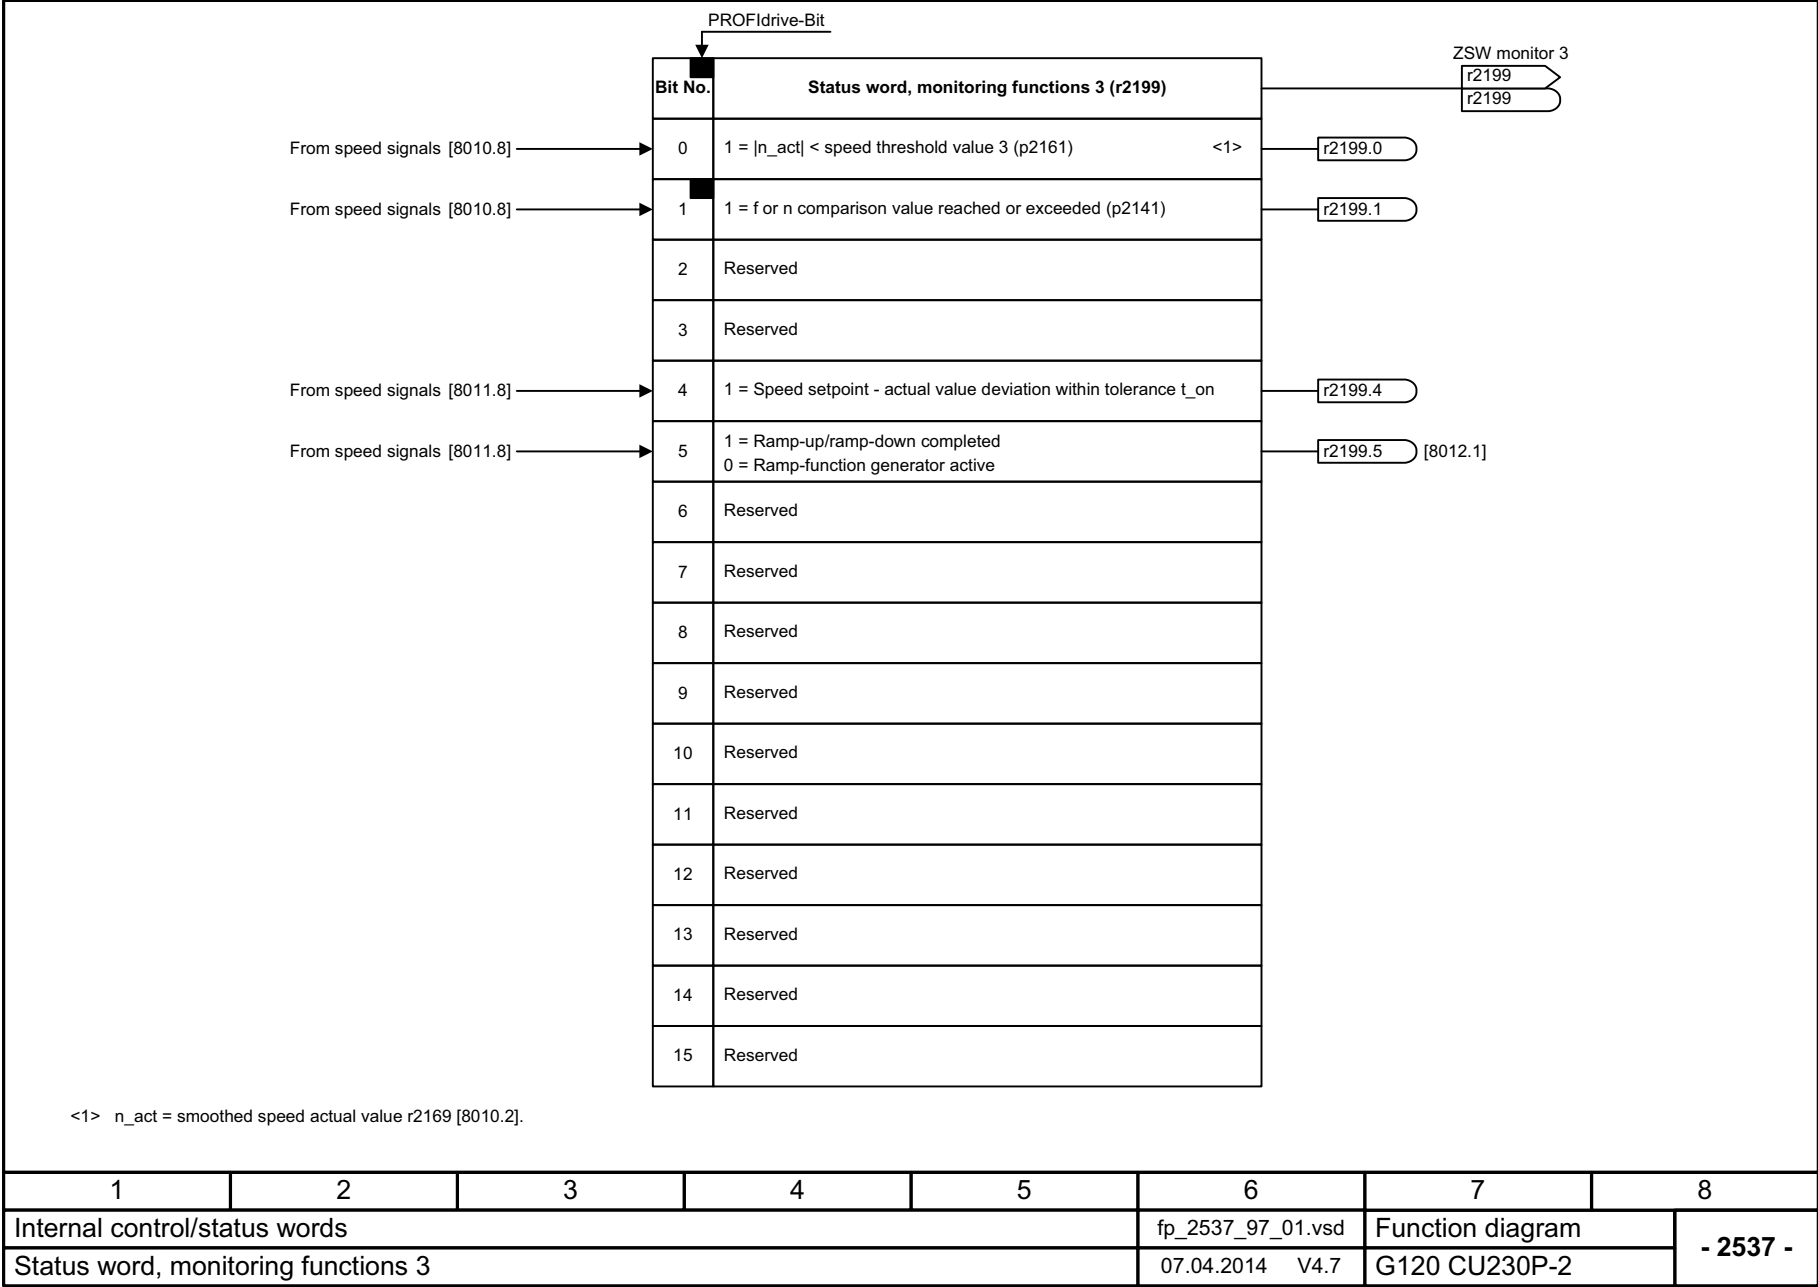 PROFIdrive-Bit
ZSW monitor 3
r2199
r2199
Bit No. Status word, monitoring functions 3 (r2199)
From speed signals [8010.8] 0 1 = |n_act| < speed threshold value 3 (p2161) <1> r2199.0
From speed signals [8010.8] 1 1 = f or n comparison value reached or exceeded (p2141) r2199.1
2 Reserved
3 Reserved
From speed signals [8011.8] 4 1 = Speed setpoint - actual value deviation within tolerance t_on r2199.4
From speed signals [8011.8] 5 1 = Ramp-up/ramp-down completed r2199.5 [8012.1]
0 = Ramp-function generator active
6 Reserved
7 Reserved
8 Reserved
9 Reserved
10 Reserved
11 Reserved
12 Reserved
13 Reserved
14 Reserved
15 Reserved
<1> n_act = smoothed speed actual value r2169 [8010.2].
1 2 3 4 5 6 7 8
Internal control/status words fp_2537_97_01.vsd Function diagram - 2537 -
Status word, monitoring functions 3 07.04.2014 V4.7 G120 CU230P-2